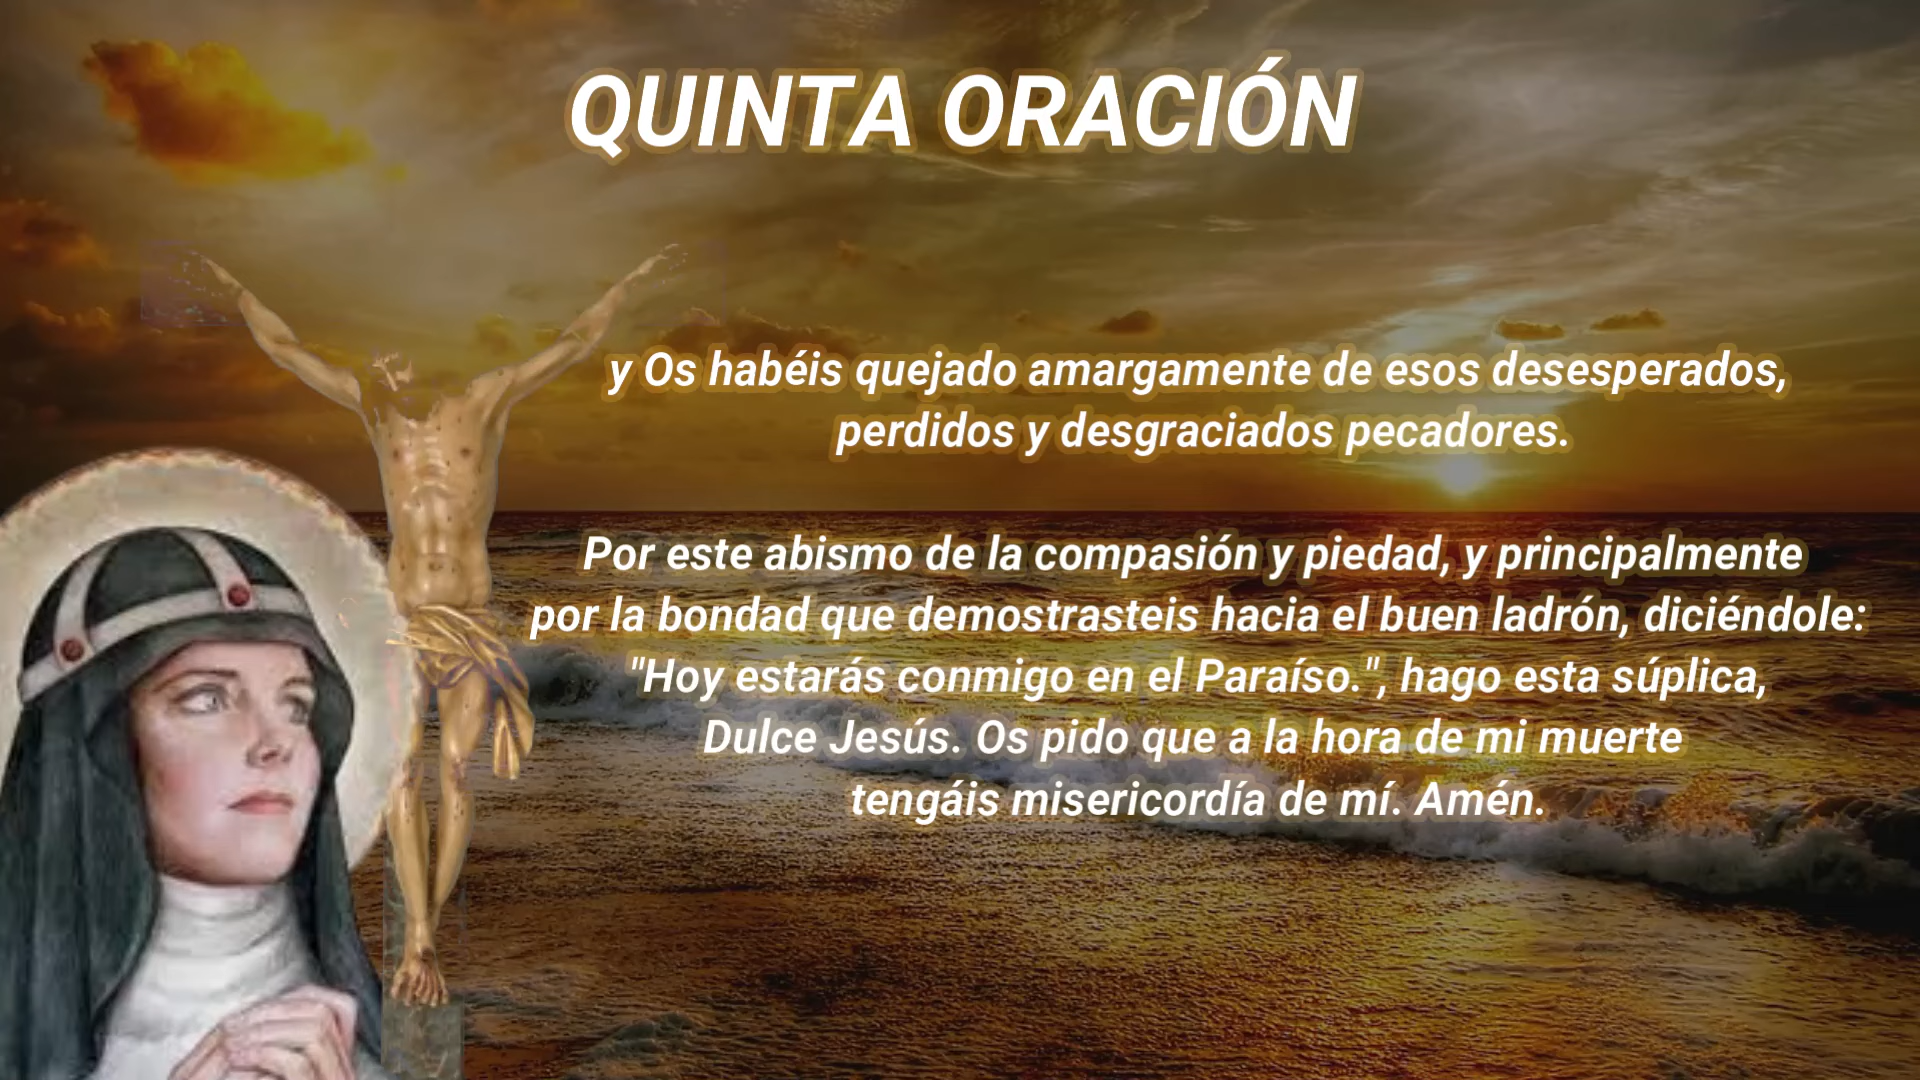 QUINTA ORACIÓN
y Os habéis quejado amargamente de esos desesperados,
perdidos y desgraciados pecadores.
Por este abismo de la compasión y piedad, y principalmente
por la bondad que demostrasteis hacia el buen ladrón, diciéndole:
"Hoy estarás conmigo en el Paraíso.", hago esta súplica,
Dulce Jesús. Os pido que a la hora de mi muerte
tengáis misericordía de mí. Amén.